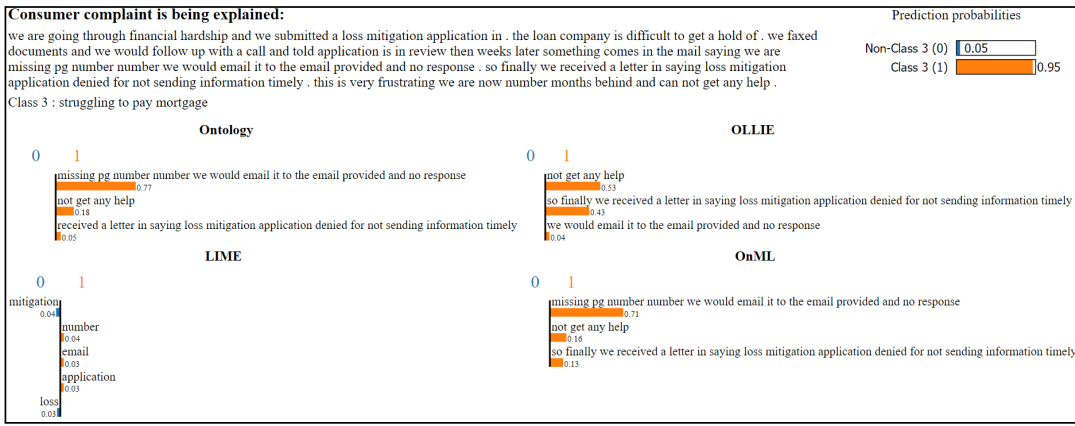 Consumer complaint is being explained:
we are going through financial hardship and we submitted a loss mitigation application in . the loan company is difficult to get a hold of . we faxed
documents and we would follow up with a call and told application is in review then weeks later something comes in the mail saying we are
missing pg number number we would email it to the email provided and no response . so finally we received a letter in saying loss mitigation
application denied for not sending information timely . this is very frustrating we are now number months behind and can not get any help .
Class 3 : struggling to pay mortgage
Prediction probabilities
Non-Class 3 (0) 0.05
Class 3 (1) 0.95
Ontology
0 1
missing pg number number we would email it to the email provided and no response
0.77
not get any help
0.18
received a letter in saying loss mitigation application denied for not sending information timely
0.05
OLLIE
0 1
not get any help
0.53
so finally we received a letter in saying loss mitigation application denied for not sending information timely
0.43
we would email it to the email provided and no response
0.04
LIME
0 1
mitigation
0.04
number
0.04
email
0.03
application
0.03
loss
0.03
OnML
0 1
missing pg number number we would email it to the email provided and no response
0.71
not get any help
0.16
so finally we received a letter in saying loss mitigation application denied for not sending information timely
0.13